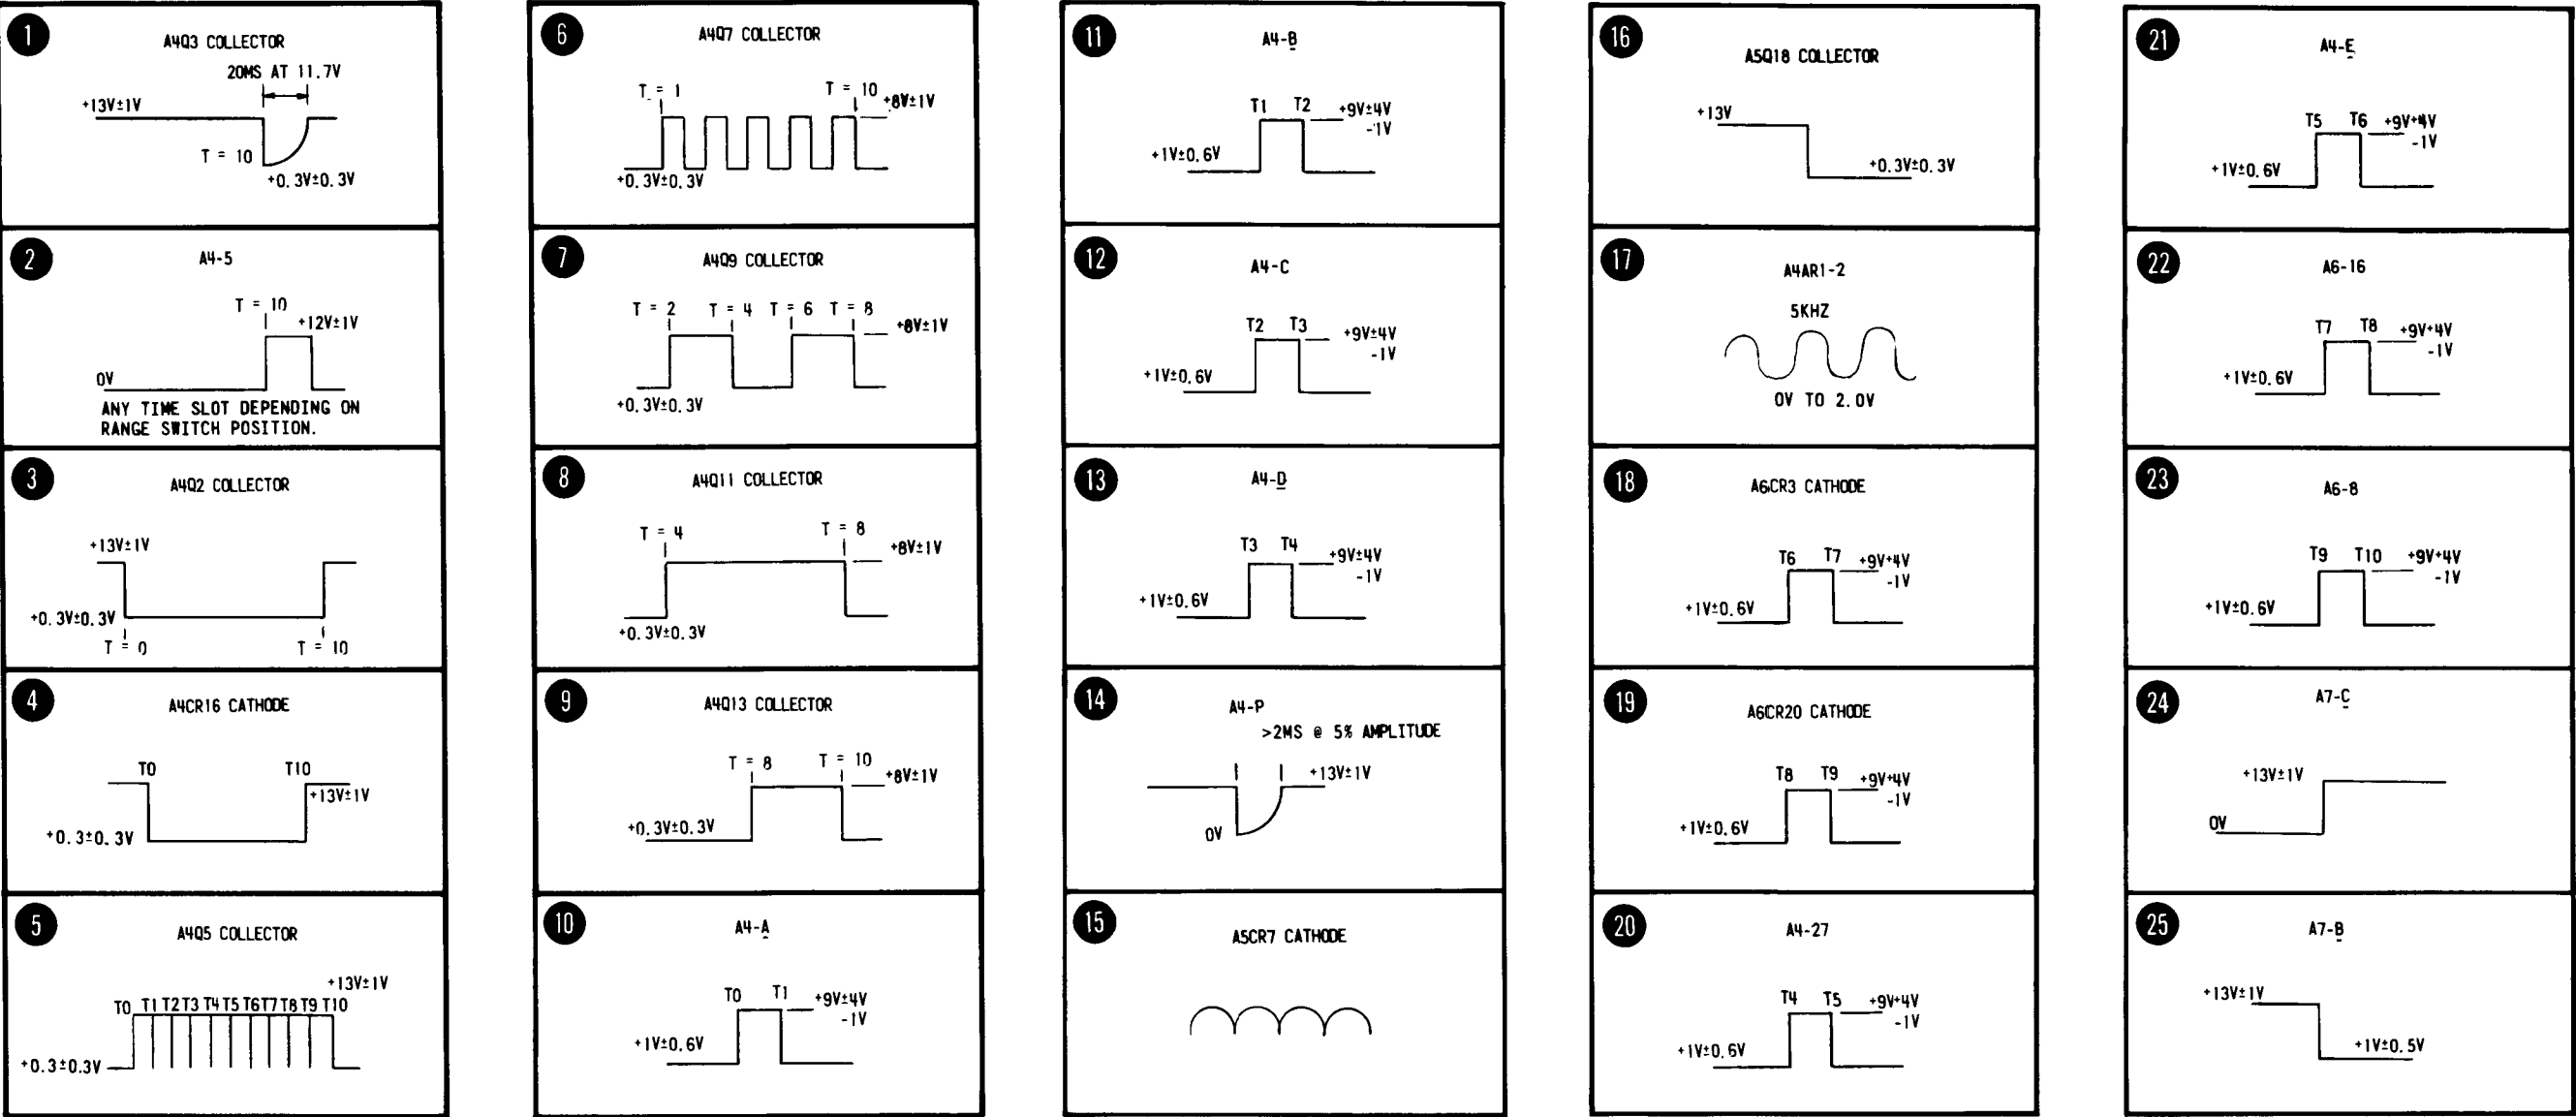 1
A4Q3 COLLECTOR
20MS AT 11.7V
+13V±1V
T = 10
+0.3V±0.3V
2
A4-5
T = 10
+12V±1V
0V
ANY TIME SLOT DEPENDING ON
RANGE SWITCH POSITION.
3
A4Q2 COLLECTOR
+13V±1V
+0.3V±0.3V
T = 0 T = 10
4
A4CR16 CATHODE
T0 T10
+13V±1V
+0.3±0.3V
5
A4Q5 COLLECTOR
+13V±1V
T0 T1 T2 T3 T4 T5 T6 T7 T8 T9 T10
+0.3±0.3V
6
A4Q7 COLLECTOR
T = 1 T = 10
+8V±1V
+0.3V±0.3V
7
A4Q9 COLLECTOR
T = 2 T = 4 T = 6 T = 8
+8V±1V
+0.3V±0.3V
8
A4Q11 COLLECTOR
T = 4 T = 8
+8V±1V
+0.3V±0.3V
9
A4Q13 COLLECTOR
T = 8 T = 10
+8V±1V
+0.3V±0.3V
10
A4-A
T0 T1 +9V±4V
-1V
+1V±0.6V
11
A4-B
T1 T2 +9V±4V
-1V
+1V±0.6V
12
A4-C
T2 T3 +9V±4V
-1V
+1V±0.6V
13
A4-D
T3 T4 +9V±4V
-1V
+1V±0.6V
14
A4-P
>2MS @ 5% AMPLITUDE
+13V±1V
0V
15
A5CR7 CATHODE
16
A5Q18 COLLECTOR
+13V
+0.3V±0.3V
17
A4AR1-2
5KHZ
0V TO 2.0V
18
A6CR3 CATHODE
T6 T7 +9V+4V
-1V
+1V±0.6V
19
A6CR20 CATHODE
T8 T9 +9V+4V
-1V
+1V±0.6V
20
A4-27
T4 T5 +9V+4V
-1V
+1V±0.6V
21
A4-E
T5 T6 +9V+4V
-1V
+1V±0.6V
22
A6-16
T7 T8 +9V+4V
-1V
+1V±0.6V
23
A6-8
T9 T10 +9V+4V
-1V
+1V±0.6V
24
A7-C
+13V±1V
0V
25
A7-B
+13V±1V
+1V±0.5V